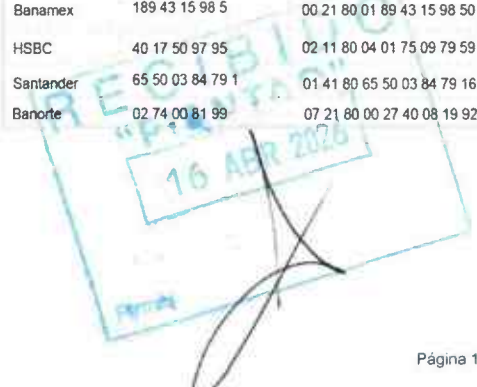 Banamex 189 43 15 98 5 00 21 80 01 89 43 15 98 50
HSBC 40 17 50 97 95 02 11 80 04 01 75 09 79 59
Santander 65 50 03 84 79 1 01 41 80 65 50 03 84 79 16
Banorte 02 74 00 81 99 07 21 80 00 27 40 08 19 92
RECIBIDO
16 ABR 2026
Página 1